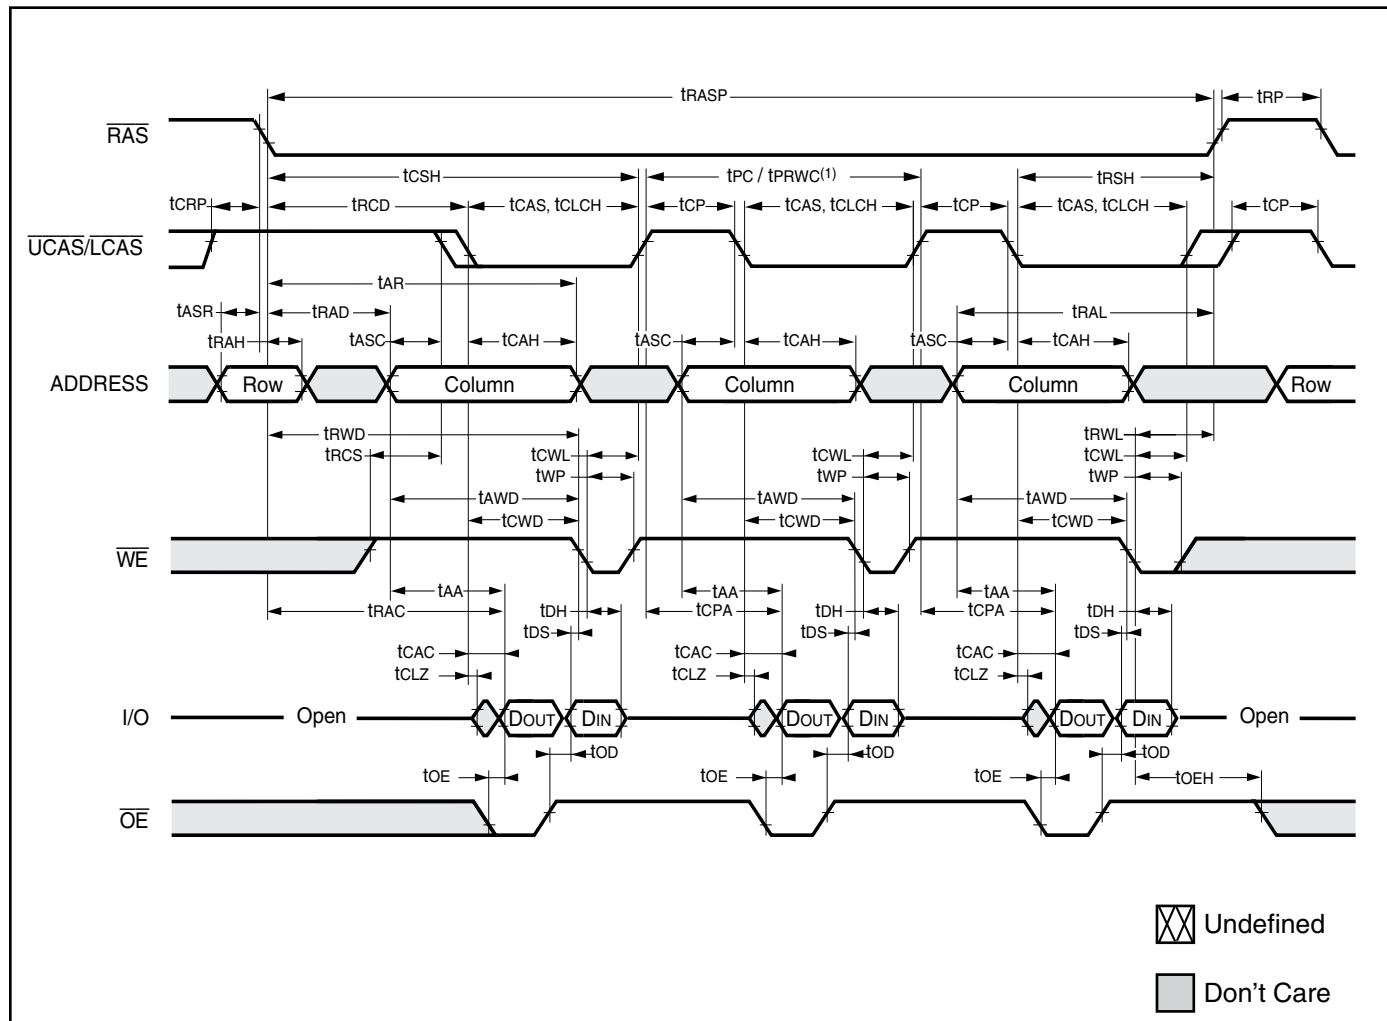 tRASP tRP
RAS
tCSH tPC / tPRWC(1) tRSH
tCRP tRCD tCAS, tCLCH tCP tCAS, tCLCH tCP tCAS, tCLCH tCP
UCAS/LCAS
tAR
tASR tRAD tRAL
tRAH tASC tCAH tASC tCAH tASC tCAH
ADDRESS Row Column Column Column Row
tRWD tRWL
tRCS tCWL tCWL tCWL
tWP tWP tWP
tAWD tAWD tAWD
tCWD tCWD tCWD
WE
tAA tAA tAA
tRAC tDH tCPA tDH tCPA tDH
tDS tDS tDS
tCAC tCAC tCAC
tCLZ tCLZ tCLZ
I/O Open DOUT DIN DOUT DIN DOUT DIN Open
tOD tOD tOD
tOE tOE tOE tOEH
OE
Undefined
Don't Care